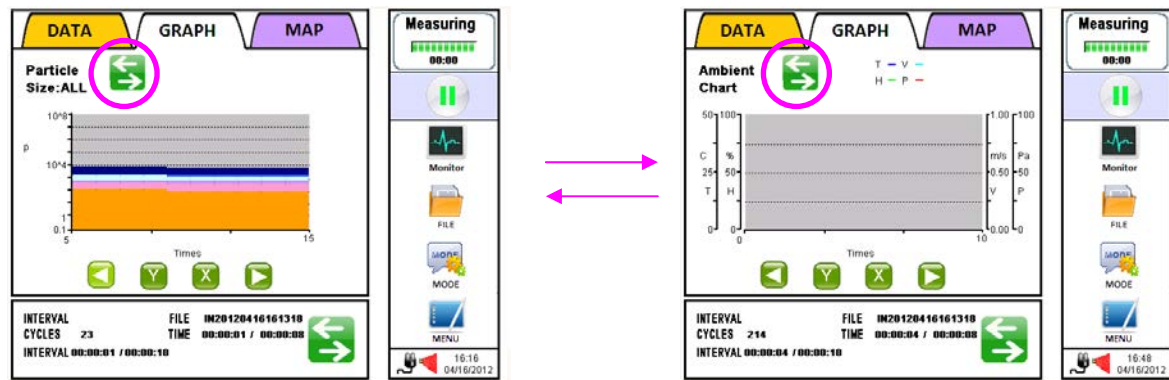 DATA GRAPH MAP
Particle
Size:ALL
10^8
P
10^4
1
0.1
5 15
Times
Y X
INTERVAL FILE IN20120416161318
CYCLES 23 TIME 00:00:01 / 00:00:08
INTERVAL 00:00:01 / 00:00:10
Measuring
00:00
Monitor
FILE
MODE
MODE
MENU
16:16
04/16/2012
DATA GRAPH MAP
Ambient
Chart
T V
H P
50 100 1.00 100
C % m/s Pa
25 50 0.50 50
T H V P
0 0 0.00 0
0 10
Times
Y X
INTERVAL FILE IN20120416161318
CYCLES 214 TIME 00:00:04 / 00:00:08
INTERVAL 00:00:04 / 00:00:10
Measuring
00:00
Monitor
FILE
MODE
MODE
MENU
16:48
04/16/2012